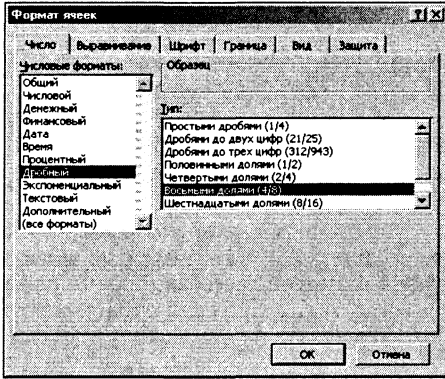 Формат ячеек
Число Выравнивание Шрифт Граница Вид Защита
Числовые форматы:
Общий
Числовой
Денежный
Финансовый
Дата
Время
Процентный
Дробный
Экспоненциальный
Текстовый
Дополнительный
(все форматы)
Образец
Тип:
Простыми дробями (1/4)
Дробями до двух цифр (21/25)
Дробями до трех цифр (312/943)
Половинными долями (1/2)
Четвертыми долями (2/4)
Восьмыми долями (4/8)
Шестнадцатыми долями (8/16)
ОК Отмена